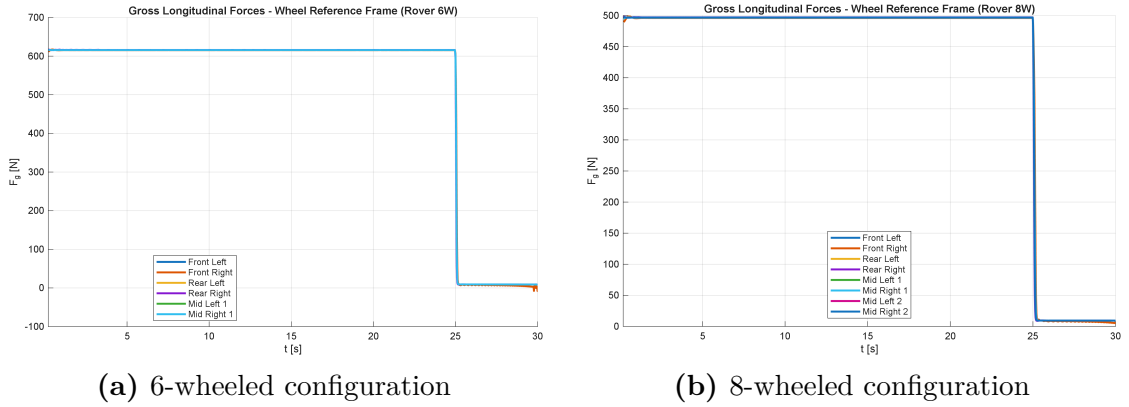 Gross Longitudinal Forces - Wheel Reference Frame (Rover 6W)
700
600
500
400
300
200
100
0
-100
F_g [N]
5
10
15
20
25
30
t [s]
Front Left
Front Right
Rear Left
Rear Right
Mid Left 1
Mid Right 1
(a) 6-wheeled configuration
Gross Longitudinal Forces - Wheel Reference Frame (Rover 8W)
500
450
400
350
300
250
200
150
100
50
0
F_g [N]
5
10
15
20
25
30
t [s]
Front Left
Front Right
Rear Left
Rear Right
Mid Left 1
Mid Right 1
Mid Left 2
Mid Right 2
(b) 8-wheeled configuration